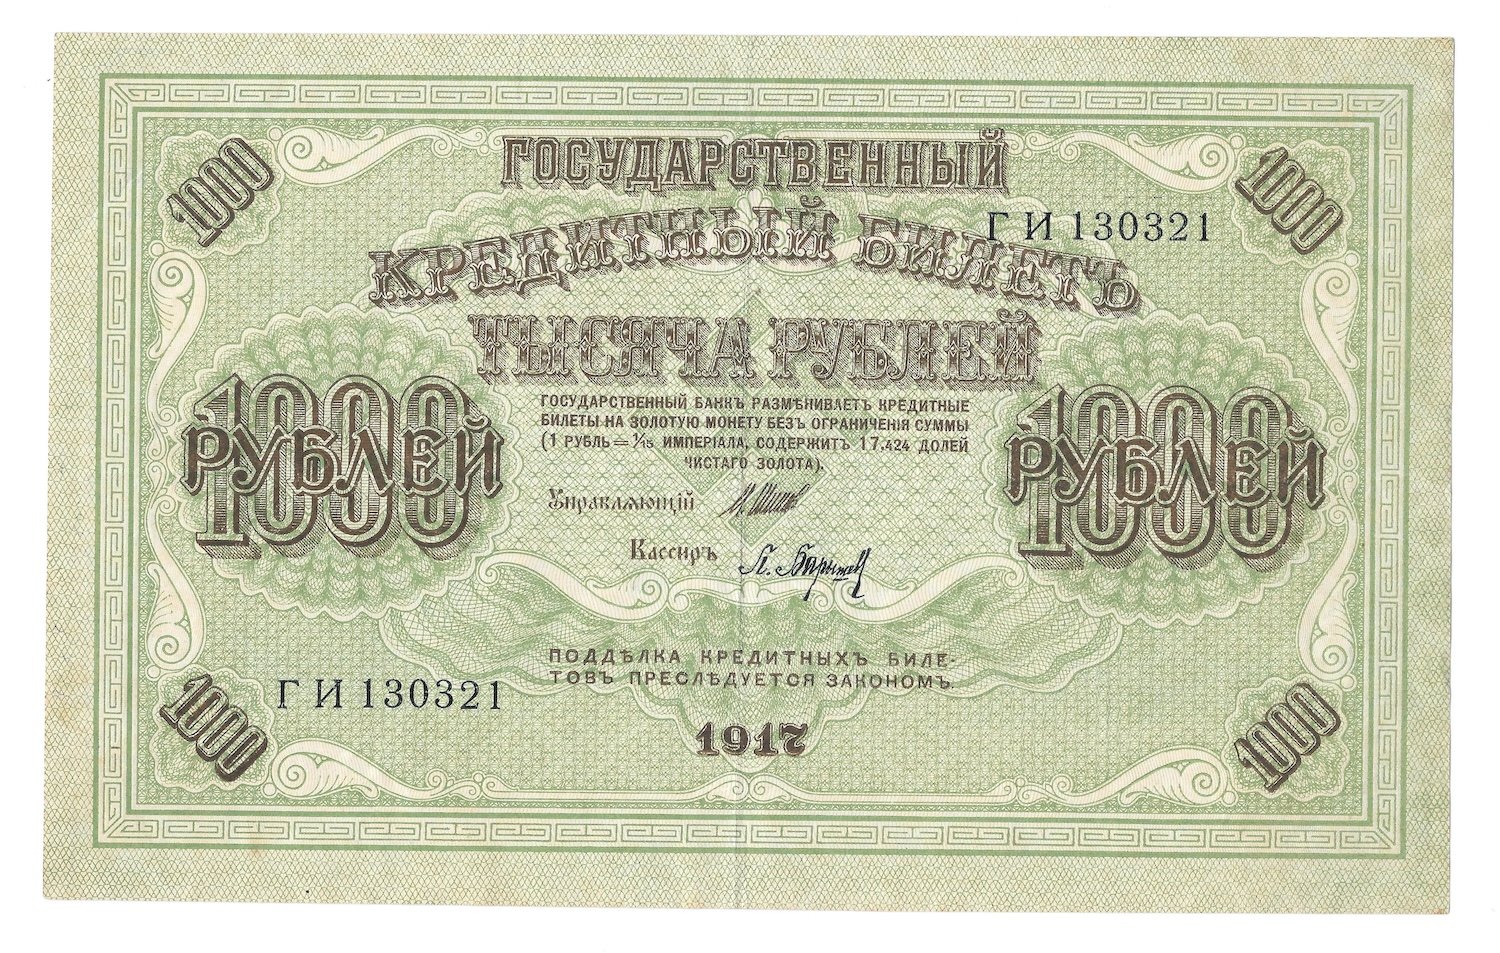 1000
ГОСУДАРСТВЕННЫЙ
1000
КРЕДИТНЫЙ БИЛЕТЪ
ГИ 130321
ТЫСЯЧА РУБЛЕЙ
1000
РУБЛЕЙ
ГОСУДАРСТВЕННЫЙ БАНКЪ РАЗМѢНИВАЕТЪ КРЕДИТНЫЕ
БИЛЕТЫ НА ЗОЛОТУЮ МОНЕТУ БЕЗЪ ОГРАНИЧЕНІЯ СУММЫ
(1 РУБЛЬ = 1/15 ИМПЕРІАЛА, СОДЕРЖИТЪ 17,424 ДОЛЕЙ
ЧИСТАГО ЗОЛОТА).
1000
РУБЛЕЙ
Управляющій И Шипов
Кассиръ П. Барышев
ПОДДѢЛКА КРЕДИТНЫХЪ БИЛЕ-
ТОВЪ ПРЕСЛѢДУЕТСЯ ЗАКОНОМЪ.
ГИ 130321
1917
1000
1000